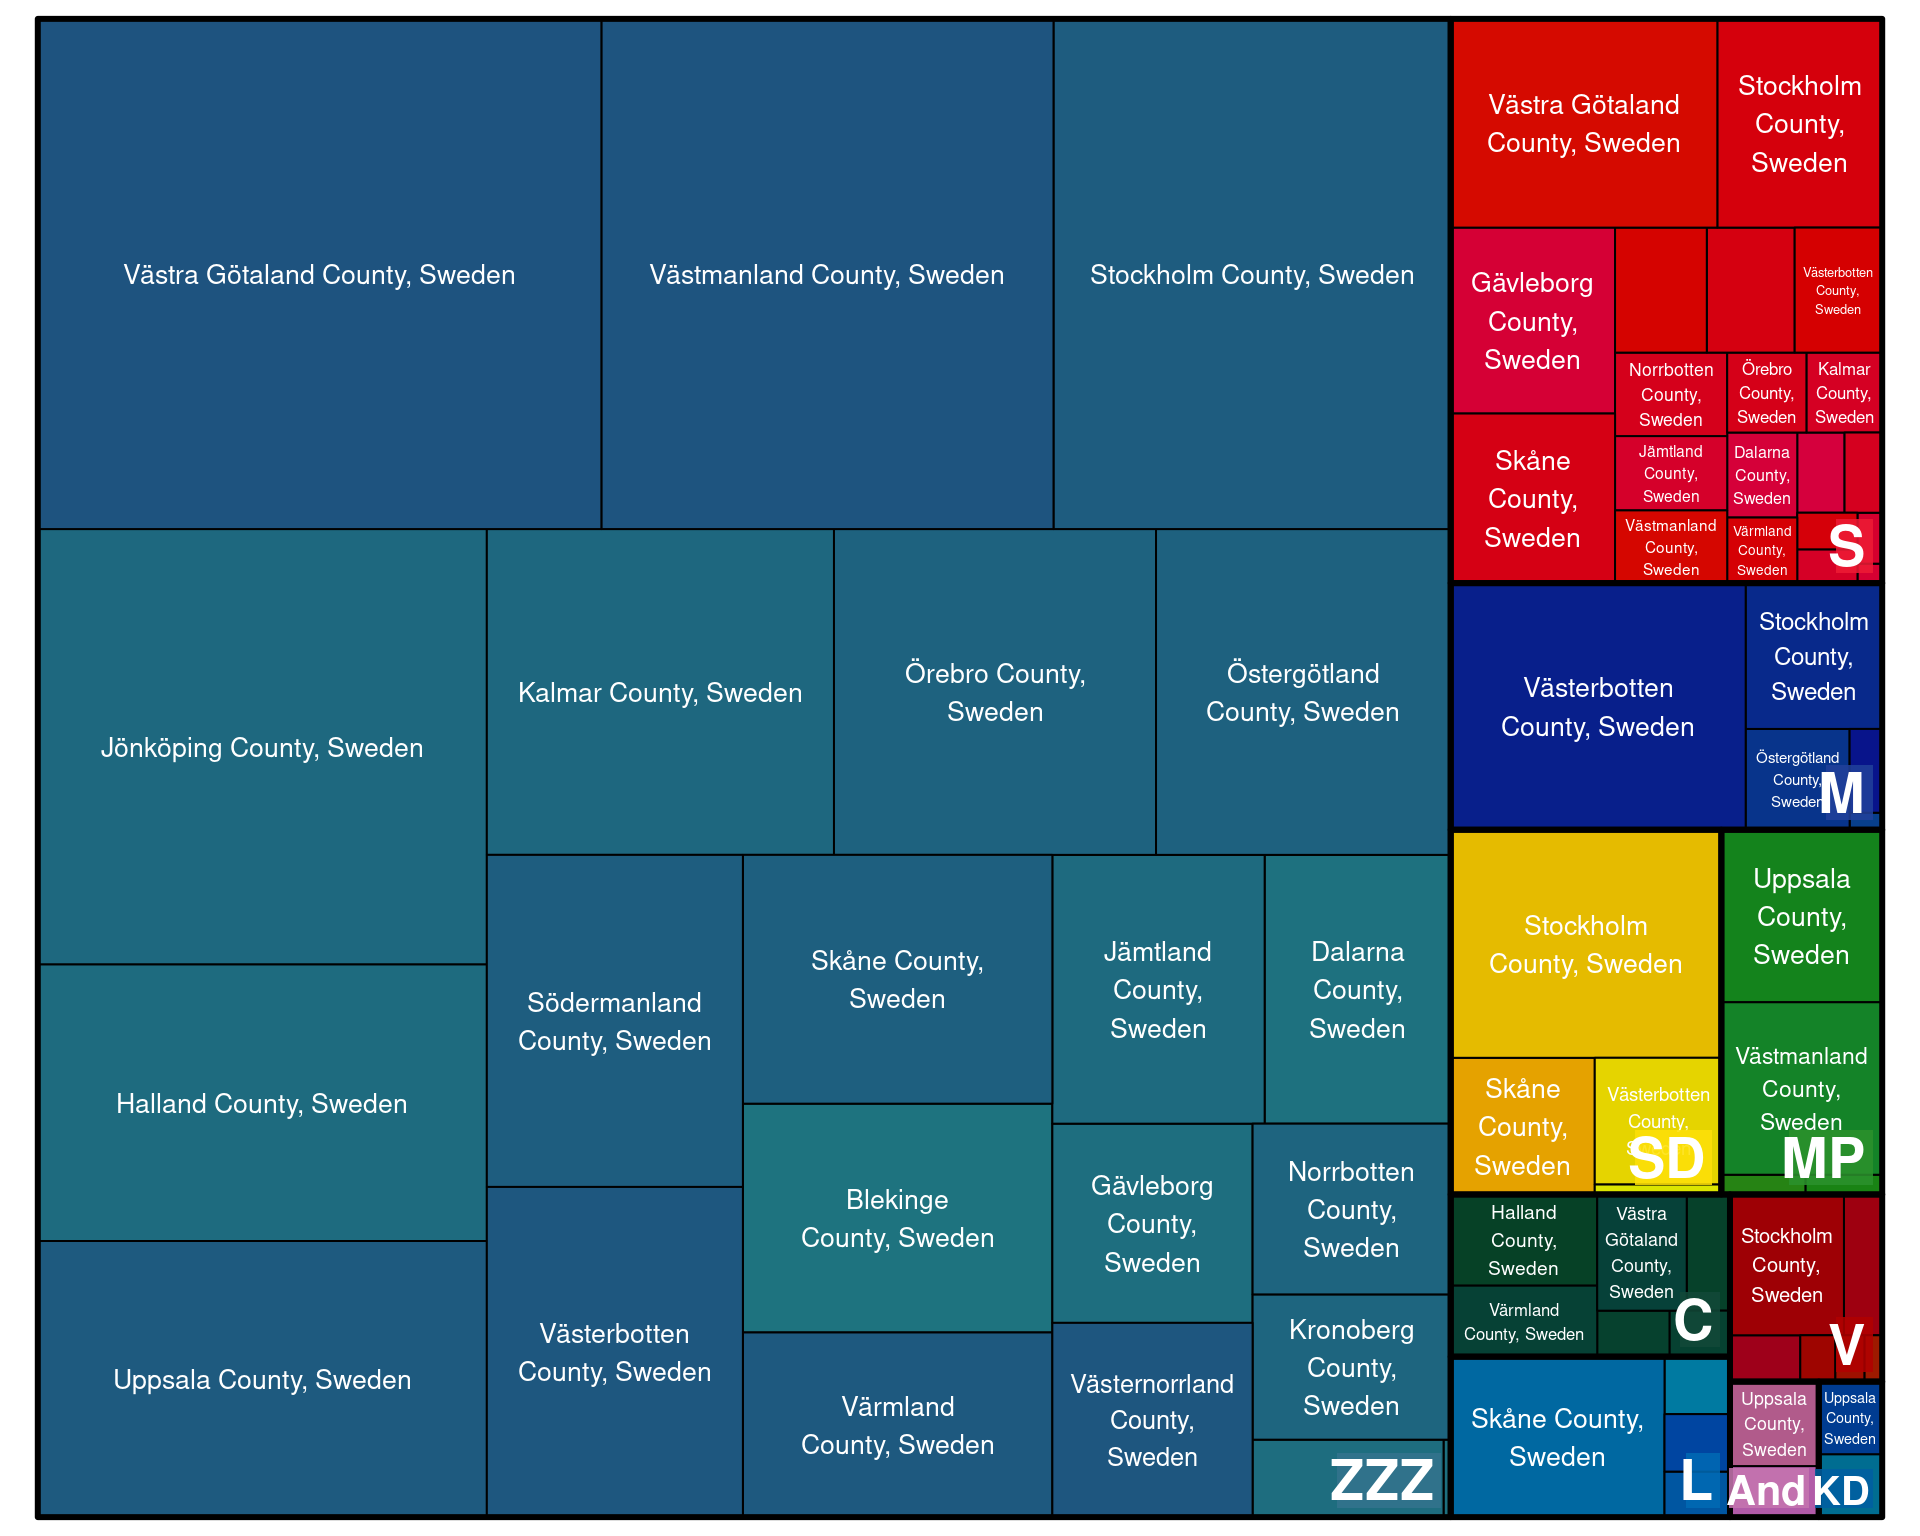 Västra Götaland County, Sweden
Västmanland County, Sweden
Stockholm County, Sweden
Jönköping County, Sweden
Kalmar County, Sweden
Örebro County,
Sweden
Östergötland
County, Sweden
Halland County, Sweden
Uppsala County, Sweden
Södermanland
County, Sweden
Västerbotten
County, Sweden
Skåne County,
Sweden
Blekinge
County, Sweden
Värmland
County, Sweden
Jämtland
County,
Sweden
Dalarna
County,
Sweden
Gävleborg
County,
Sweden
Norrbotten
County,
Sweden
Västernorrland
County,
Sweden
Kronoberg
County,
Sweden
ZZZ
Västra Götaland
County, Sweden
Stockholm
County,
Sweden
Gävleborg
County,
Sweden
Västerbotten
County,
Sweden
Skåne
County,
Sweden
Norrbotten
County,
Sweden
Örebro
County,
Sweden
Kalmar
County,
Sweden
Jämtland
County,
Sweden
Dalarna
County,
Sweden
Västmanland
County,
Sweden
Värmland
County,
Sweden
S
Västerbotten
County, Sweden
Stockholm
County,
Sweden
Östergötland
County,
Sweden
M
Stockholm
County, Sweden
Skåne
County,
Sweden
Västerbotten
County,
SD
Uppsala
County,
Sweden
Västmanland
County,
Sweden
MP
Halland
County,
Sweden
Västra
Götaland
County,
Sweden
Värmland
County, Sweden
C
Stockholm
County,
Sweden
V
Skåne County,
Sweden
L
Uppsala
County,
Sweden
And
Uppsala
County,
Sweden
KD